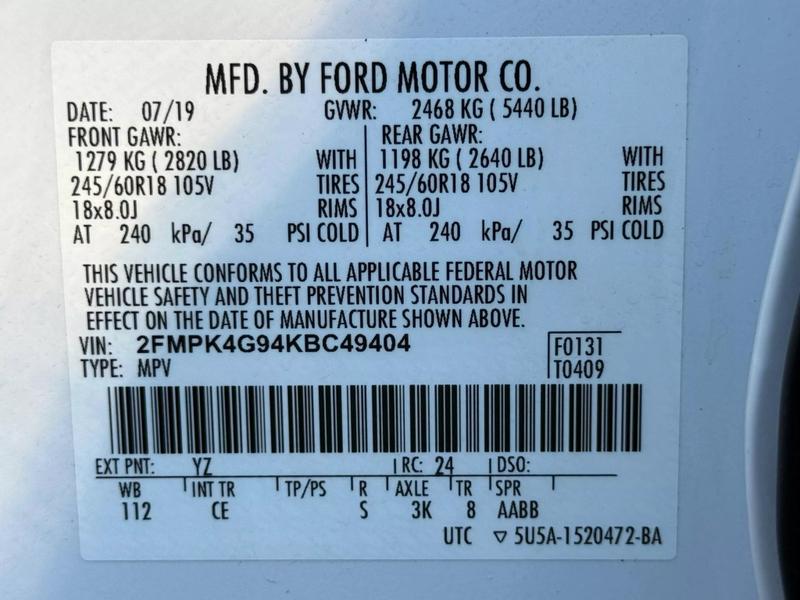 MFD. BY FORD MOTOR CO.
DATE: 07/19 GVWR: 2468 KG ( 5440 LB)
FRONT GAWR: REAR GAWR:
1279 KG ( 2820 LB) WITH 1198 KG ( 2640 LB) WITH
245/60R18 105V TIRES 245/60R18 105V TIRES
18x8.0J RIMS 18x8.0J RIMS
AT 240 kPa/ 35 PSI COLD AT 240 kPa/ 35 PSI COLD
THIS VEHICLE CONFORMS TO ALL APPLICABLE FEDERAL MOTOR
VEHICLE SAFETY AND THEFT PREVENTION STANDARDS IN
EFFECT ON THE DATE OF MANUFACTURE SHOWN ABOVE.
VIN: 2FMPK4G94KBC49404 F0131
TYPE: MPV T0409
EXT PNT: YZ RC: 24 DSO:
WB INT TR TP/PS R AXLE TR SPR
112 CE S 3K 8 AABB
UTC ▽ 5U5A-1520472-BA